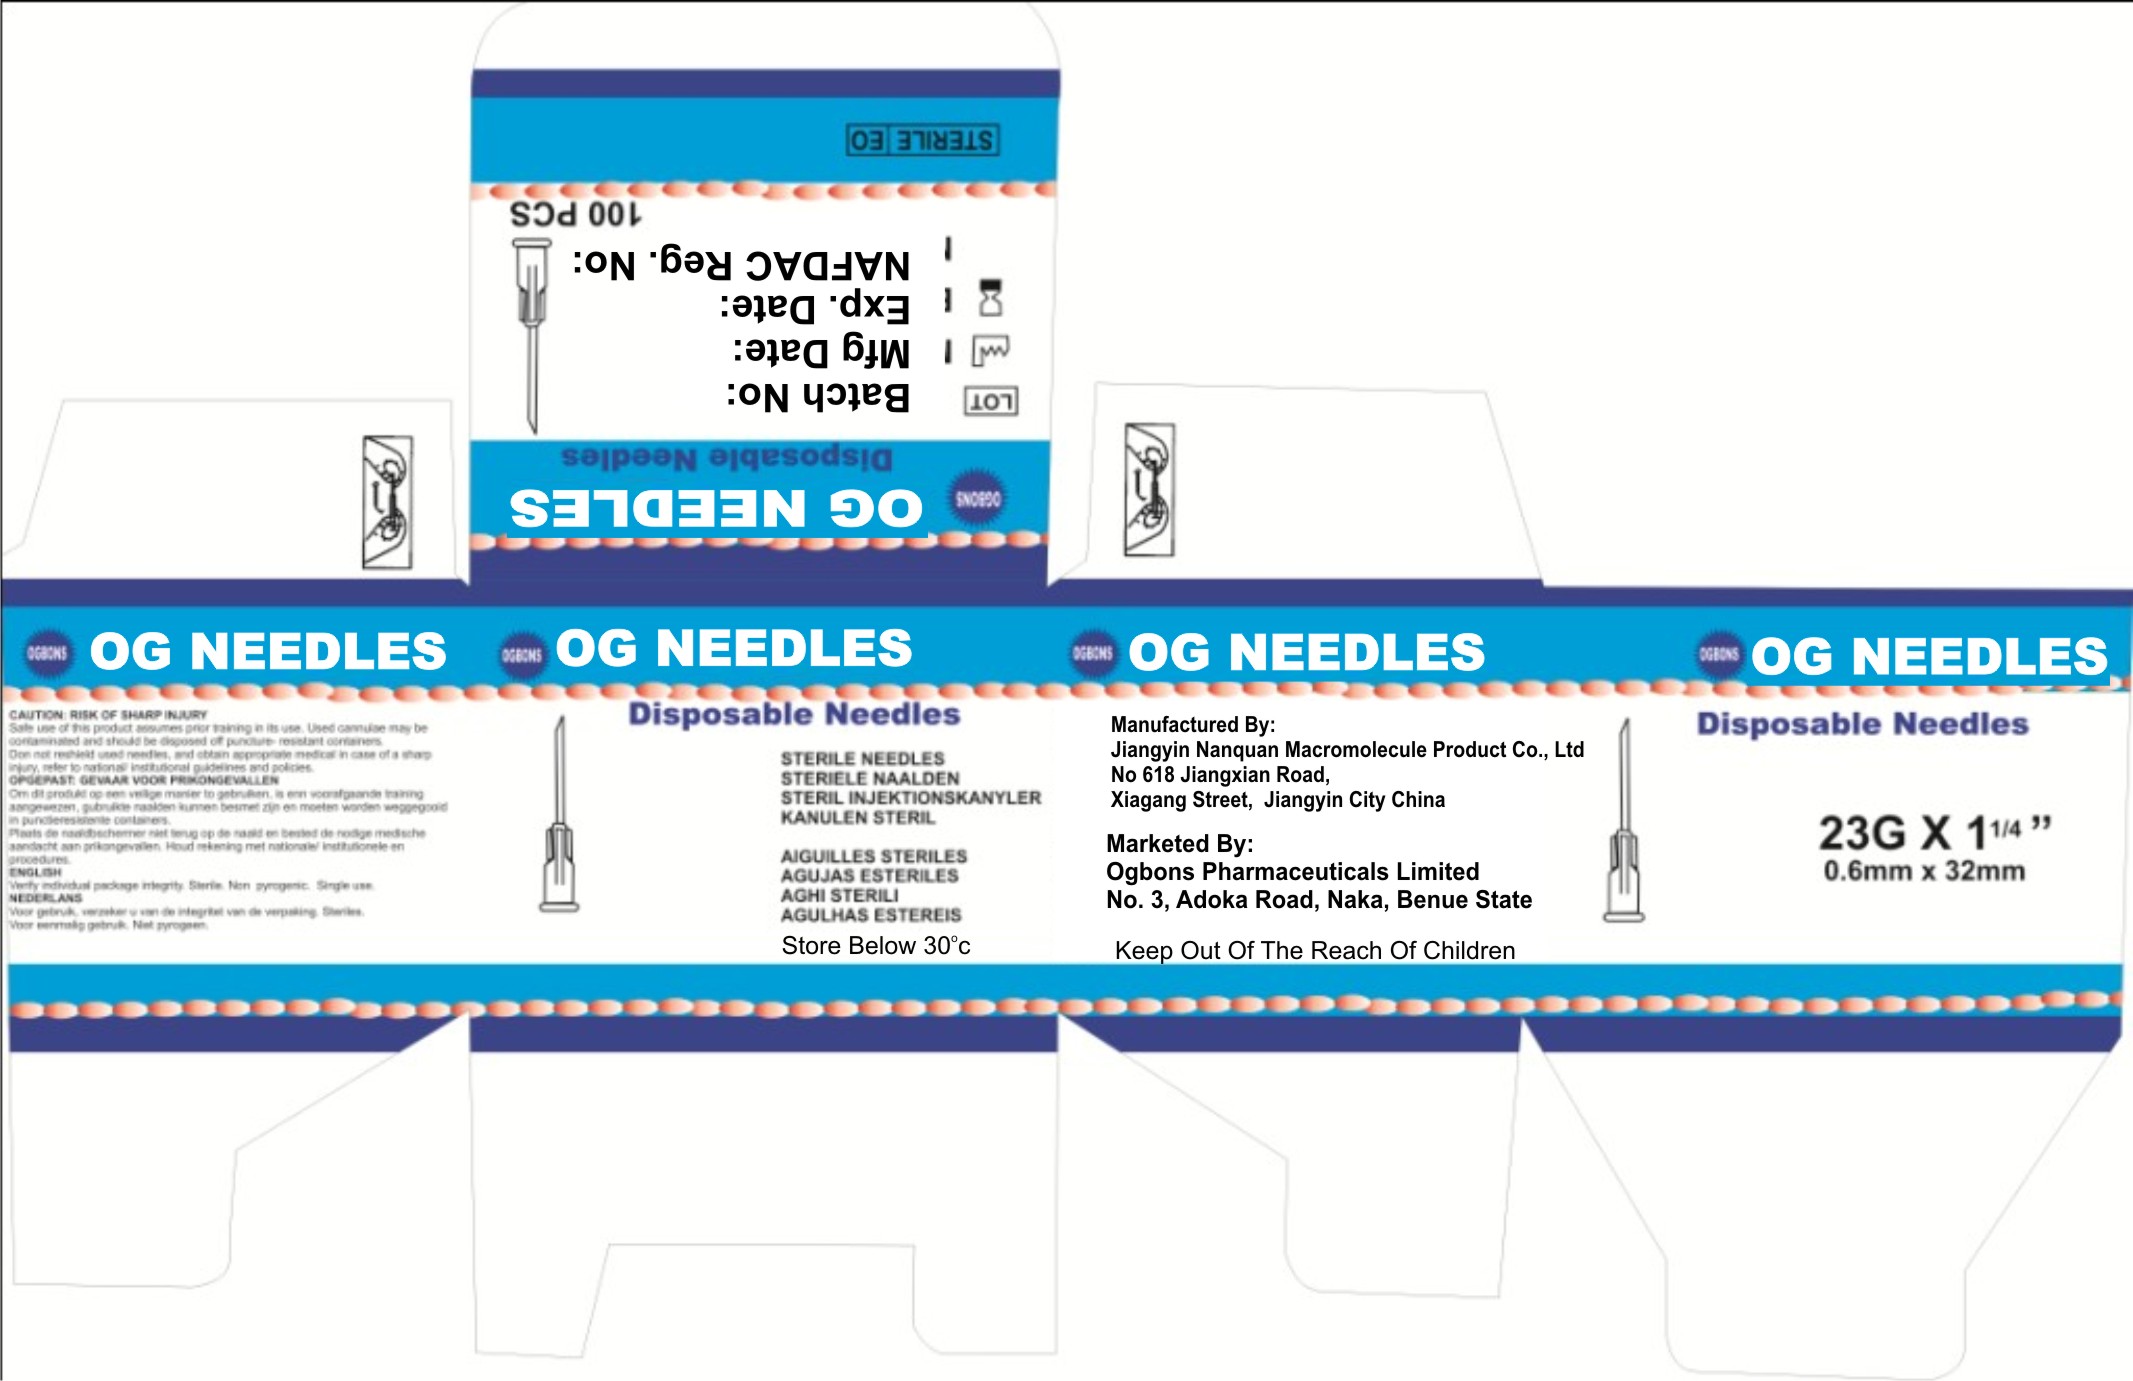 STERILE EO
100 PCS
NAFDAC Reg. No:
Exp. Date:
Mfg Date:
Batch No:
LOT
Disposable Needles
OG NEEDLES
OGBONS
OGBONS OG NEEDLES
CAUTION: RISK OF SHARP INJURY
Safe use of this product assumes prior training in its use. Used cannulae may be
contaminated and should be disposed off puncture- resistant containers.
Don not reshield used needles, and obtain appropriate medical in case of a sharp
injury, refer to national/ institutional guidelines and policies.
OPGEPAST: GEVAAR VOOR PRIKONGEVALLEN
Om dit produkt op een veilige manier to gebruiken, is enn voorafgaande training
aangewezen, gubruikte naalden kunnen besmet zijn en moeten worden weggegooid
in punctieresistente containers.
Plaats de naaldbschermer niet terug op de naald en bested de nodige medische
aandacht aan prikongevallen. Houd rekening met nationale/ institutionele en
procedures.
ENGLISH
Verify individual package integrity. Sterile. Non pyrogenic. Single use.
NEDERLANS
Voor gebruik, verzeker u van de integritet van de verpaking. Steriles.
Voor eenmalig gebruik. Niet pyrogeen.
OGBONS OG NEEDLES
Disposable Needles
STERILE NEEDLES
STERIELE NAALDEN
STERIL INJEKTIONSKANYLER
KANULEN STERIL
AIGUILLES STERILES
AGUJAS ESTERILES
AGHI STERILI
AGULHAS ESTEREIS
Store Below 30°c
OGBONS OG NEEDLES
Manufactured By:
Jiangyin Nanquan Macromolecule Product Co., Ltd
No 618 Jiangxian Road,
Xiagang Street, Jiangyin City China
Marketed By:
Ogbons Pharmaceuticals Limited
No. 3, Adoka Road, Naka, Benue State
Keep Out Of The Reach Of Children
OGBONS OG NEEDLES
Disposable Needles
23G X 1 1/4 ”
0.6mm x 32mm